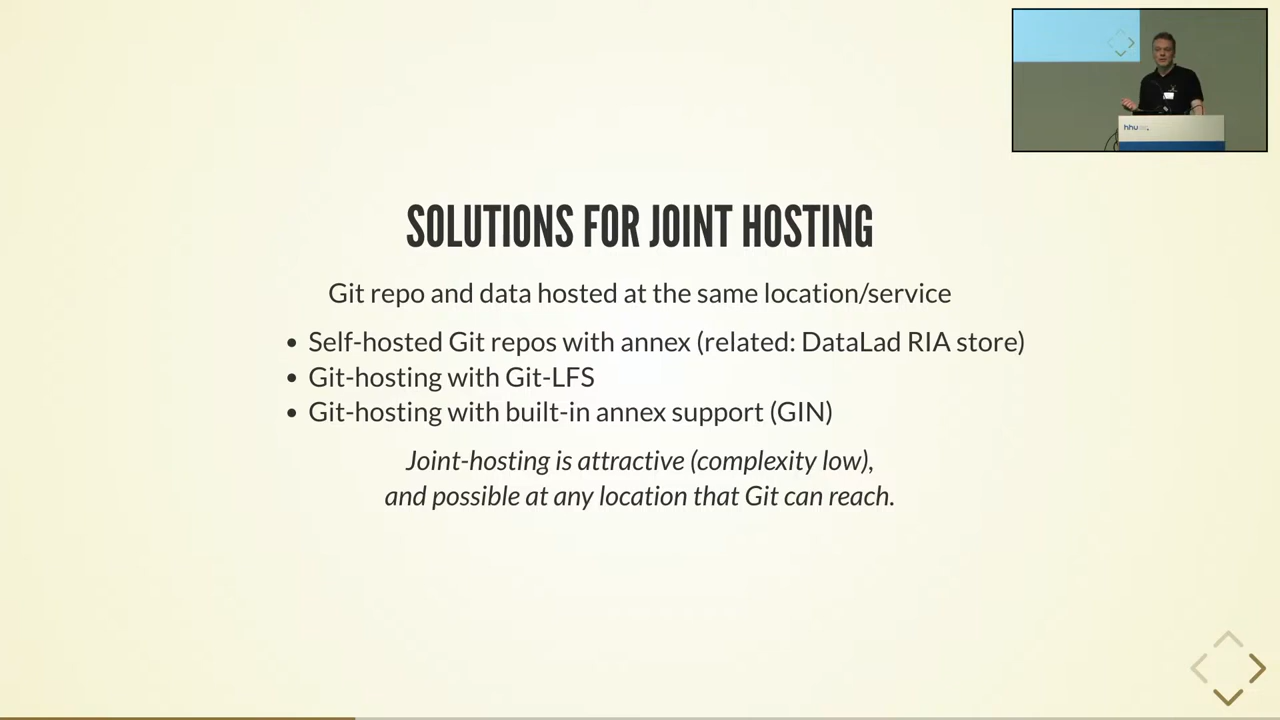 SOLUTIONS FOR JOINT HOSTING
Git repo and data hosted at the same location/service
• Self-hosted Git repos with annex (related: DataLad RIA store)
• Git-hosting with Git-LFS
• Git-hosting with built-in annex support (GIN)
Joint-hosting is attractive (complexity low),
and possible at any location that Git can reach.
hhu